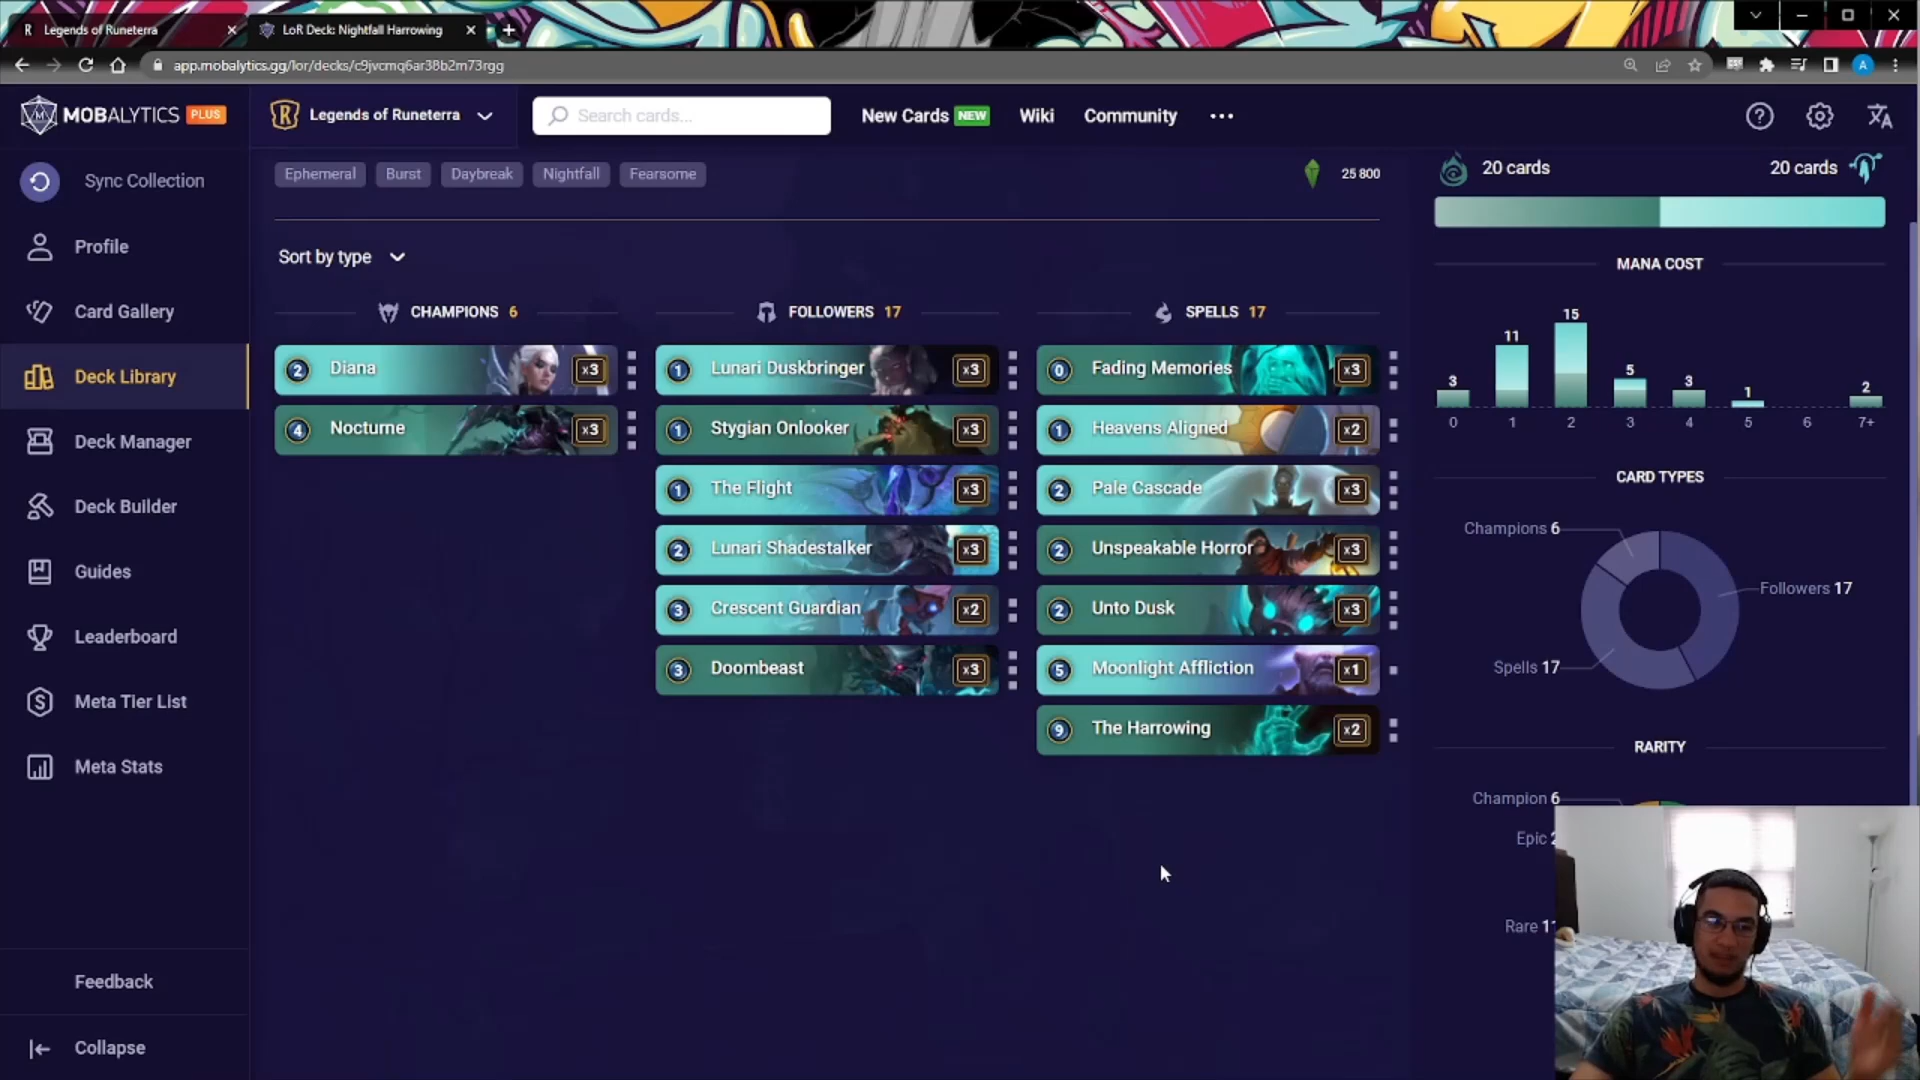 Legends of Runeterra
LoR Deck: Nightfall Harrowing
app.mobalytics.gg/lor/decks/c9jvcmq6ar38b2m73rgg
A
MOBALYTICS PLUS
Legends of Runeterra
Search cards...
New Cards NEW
Wiki
Community
Sync Collection
Profile
Card Gallery
Deck Library
Deck Manager
Deck Builder
Guides
Leaderboard
Meta Tier List
Meta Stats
Feedback
Collapse
Ephemeral
Burst
Daybreak
Nightfall
Fearsome
25 800
Sort by type
CHAMPIONS 6
2 Diana x3
4 Nocturne x3
FOLLOWERS 17
1 Lunari Duskbringer x3
1 Stygian Onlooker x3
1 The Flight x3
2 Lunari Shadestalker x3
3 Crescent Guardian x2
3 Doombeast x3
SPELLS 17
0 Fading Memories x3
1 Heavens Aligned x2
2 Pale Cascade x3
2 Unspeakable Horror x3
2 Unto Dusk x3
5 Moonlight Affliction x1
9 The Harrowing x2
20 cards
20 cards
MANA COST
3 11 15 5 3 1 2
0 1 2 3 4 5 6 7+
CARD TYPES
Champions 6
Followers 17
Spells 17
RARITY
Champion 6
Epic
Rare